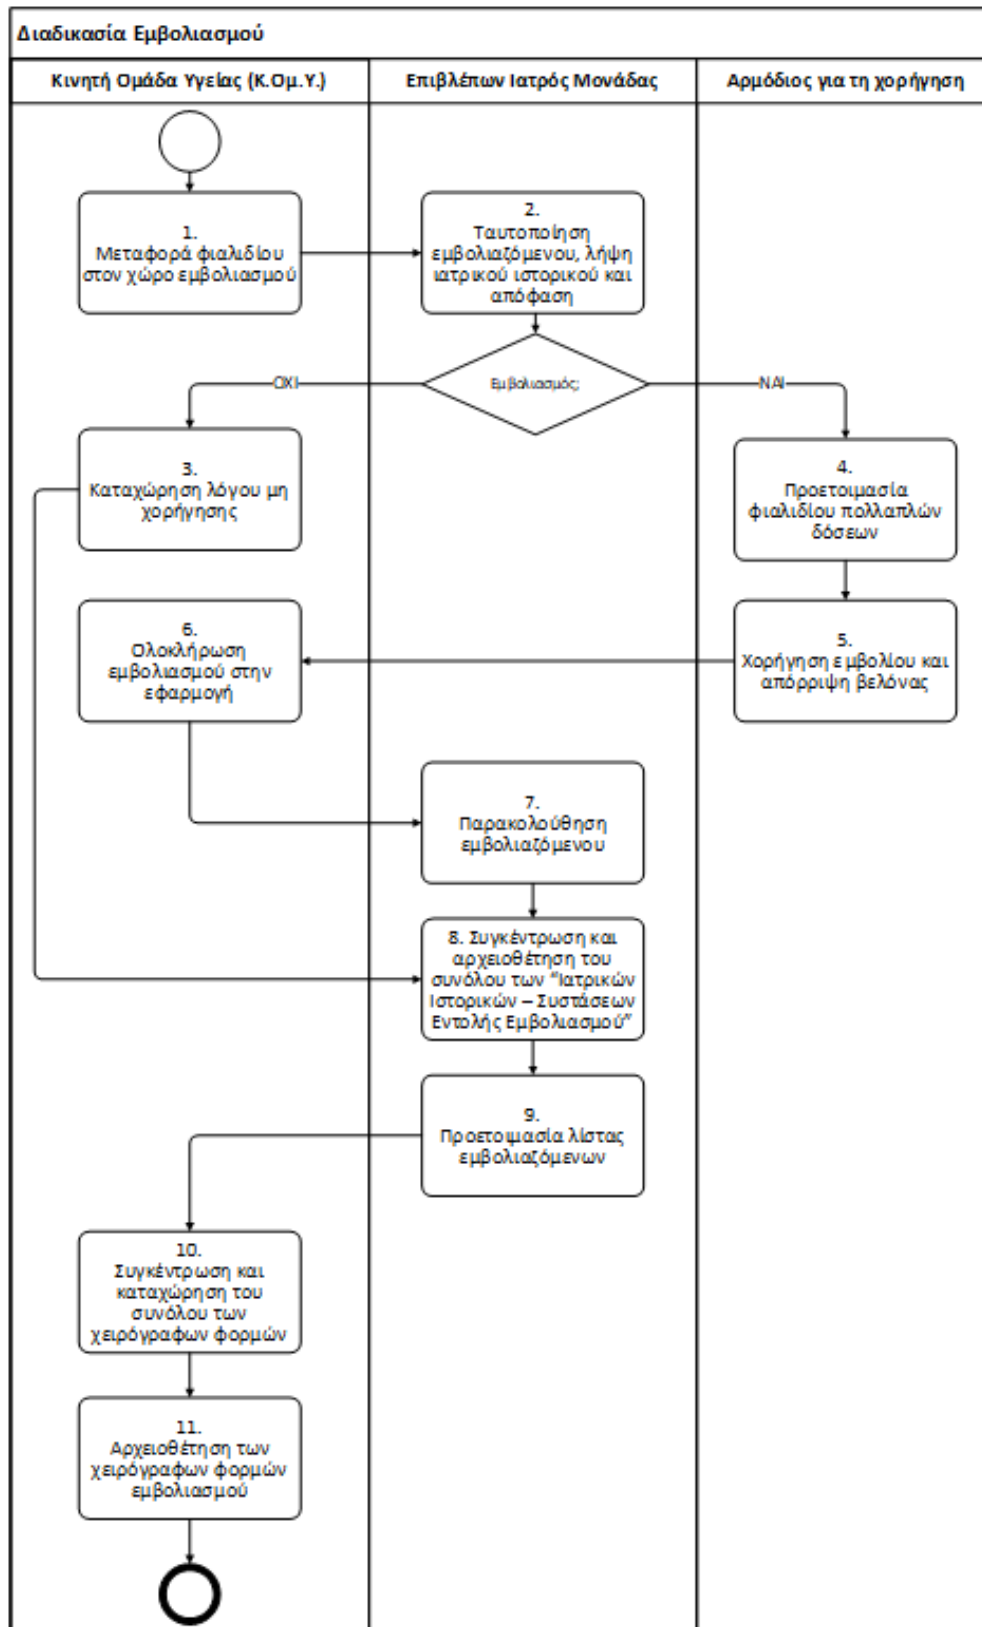 Διαδικασία Εμβολιασμού
Κινητή Ομάδα Υγείας (Κ.Ομ.Υ.)
Επιβλέπων Ιατρός Μονάδας
Αρμόδιος για τη χορήγηση
1.
Μεταφορά φιαλιδίου
στον χώρο εμβολιασμού
2.
Ταυτοποίηση
εμβολιαζόμενου, λήψη
ιατρικού ιστορικού και
απόφαση
Εμβολιασμός;
ΟΧΙ
ΝΑΙ
3.
Καταχώρηση λόγου μη
χορήγησης
4.
Προετοιμασία
φιαλιδίου πολλαπλών
δόσεων
5.
Χορήγηση εμβολίου και
απόρριψη βελόνας
6.
Ολοκλήρωση
εμβολιασμού στην
εφαρμογή
7.
Παρακολούθηση
εμβολιαζόμενου
8. Συγκέντρωση και
αρχειοθέτηση του
συνόλου των “Ιατρικών
Ιστορικών – Συστάσεων
Εντολής Εμβολιασμού”
9.
Προετοιμασία λίστας
εμβολιαζόμενων
10.
Συγκέντρωση και
καταχώρηση του
συνόλου των
χειρόγραφων φορμών
11.
Αρχειοθέτηση των
χειρόγραφων φορμών
εμβολιασμού